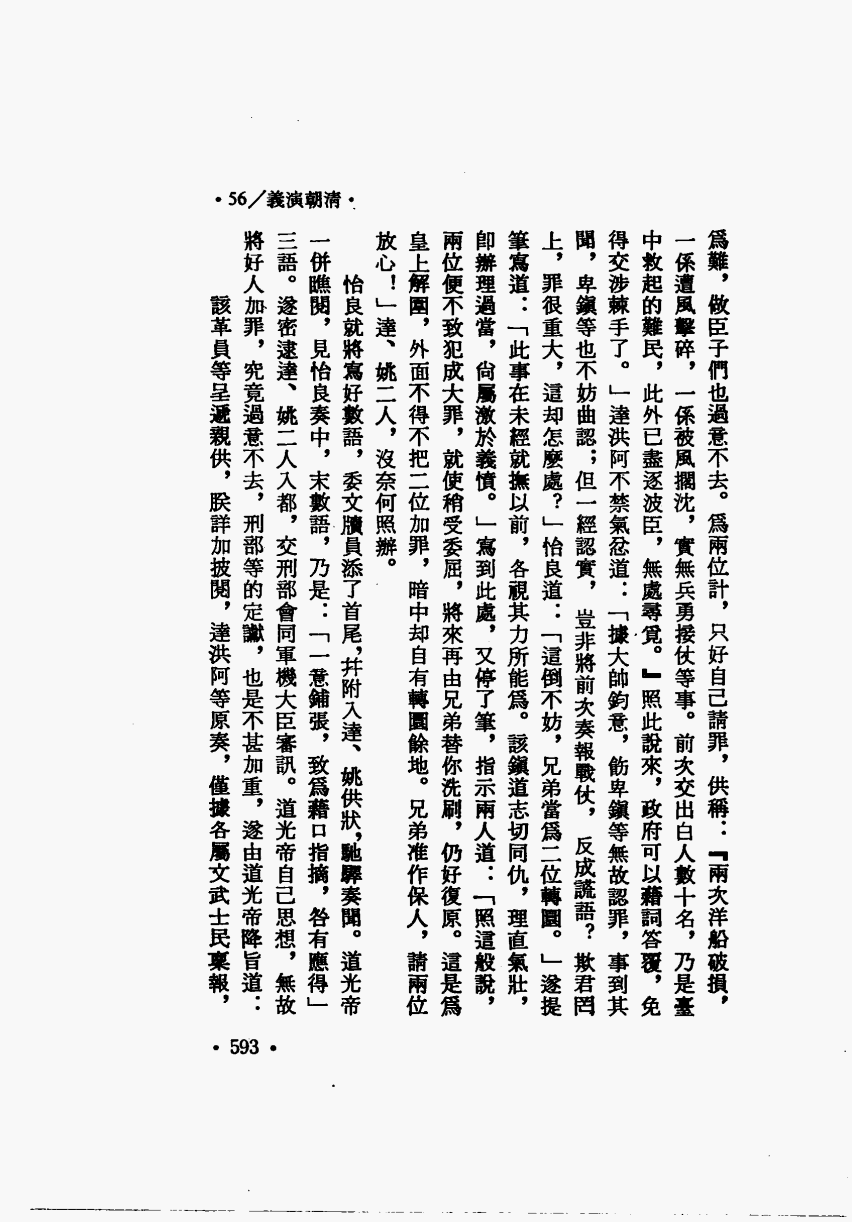 •56／義演朝清•
爲難，做臣子們也過意不去。爲兩位計，只好自己請罪，供稱：『兩次洋船破損，
一係遭風擊碎，一係被風擱沈，實無兵勇接仗等事。前次交出白人數十名，乃是臺
中救起的難民，此外已盡逐波臣，無處尋覓。』照此說來，政府可以藉詞答覆，免
得交涉棘手了。」達洪阿不禁氣忿道：「據大帥鈞意，飭卑鎭等無故認罪，事到其
間，卑鎭等也不妨曲認；但一經認實，豈非將前次奏報戰仗，反成謊語？欺君罔
上，罪很重大，這却怎麼處？」怡良道：「這倒不妨，兄弟當爲二位轉圜。」遂提
筆寫道：「此事在未經就撫以前，各視其力所能爲。該鎭道志切同仇，理直氣壯，
卽辦理過當，尙屬激於義憤。」寫到此處，又停了筆，指示兩人道：「照這般說，
兩位便不致犯成大罪，就使稍受委屈，將來再由兄弟替你洗刷，仍好復原。這是爲
皇上解圍，外面不得不把二位加罪，暗中却自有轉圜餘地。兄弟准作保人，請兩位
放心！」達、姚二人，沒奈何照辦。
怡良就將寫好數語，委文牘員添了首尾，幷附入達、姚供狀，馳驛奏聞。道光帝
一併瞧閱，見怡良奏中，末數語，乃是：「一意鋪張，致爲藉口指摘，咎有應得」
三語。遂密逮達、姚二人入都，交刑部會同軍機大臣審訊。道光帝自己思想，無故
將好人加罪，究竟過意不去，刑部等的定讞，也是不甚加重，遂由道光帝降旨道：
該革員等呈遞親供，朕詳加披閱，達洪阿等原奏，僅據各屬文武士民稟報，
•593•